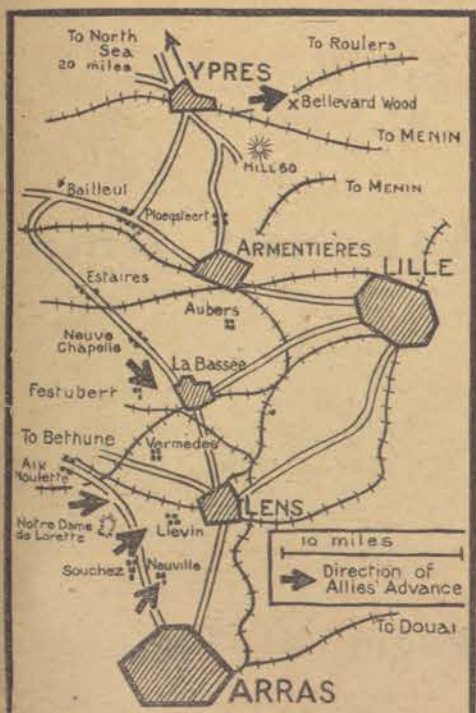 To North
Sea
20 miles
YPRES
To Roulers
Bellevard Wood
To MENIN
HILL 60
To MENIN
Bailleul
Ploegsteert
ARMENTIÈRES
LILLE
Estaires
Aubers
Neuve
Chapelle
La Bassée
Festubert
To Bethune
Vermedes
Aix
Noulette
LENS
Notre Dame
de Lorette
Lievin
10 miles
Souchez
Neuville
Direction of
Allies' Advance
To Douai
ARRAS